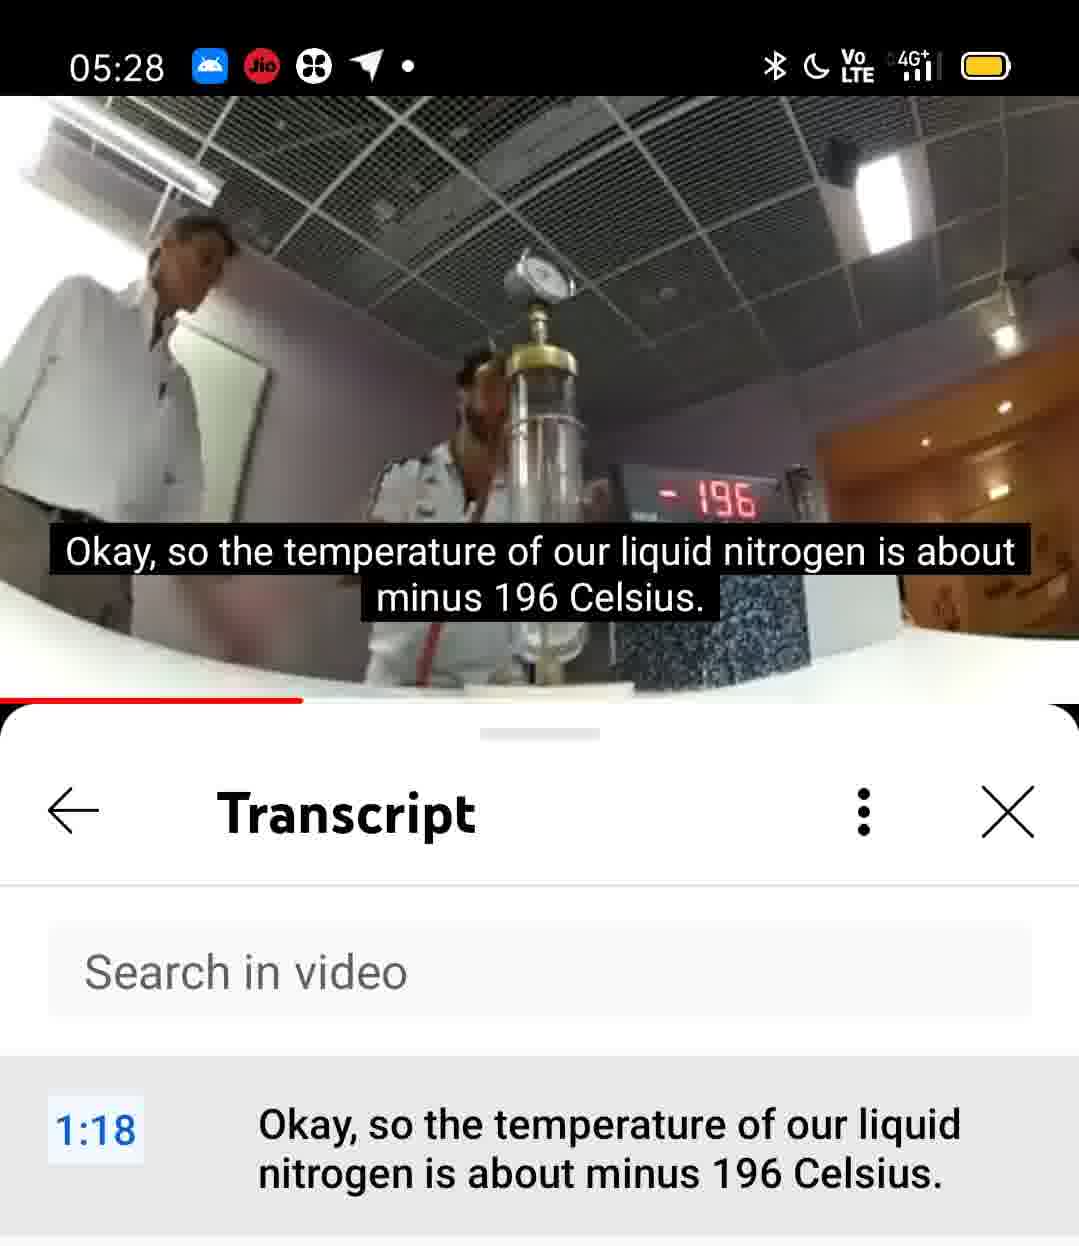 05:28
Jio
Vo
LTE
4G+
- 196
Okay, so the temperature of our liquid nitrogen is about
minus 196 Celsius.
Transcript
Search in video
1:18
Okay, so the temperature of our liquid
nitrogen is about minus 196 Celsius.